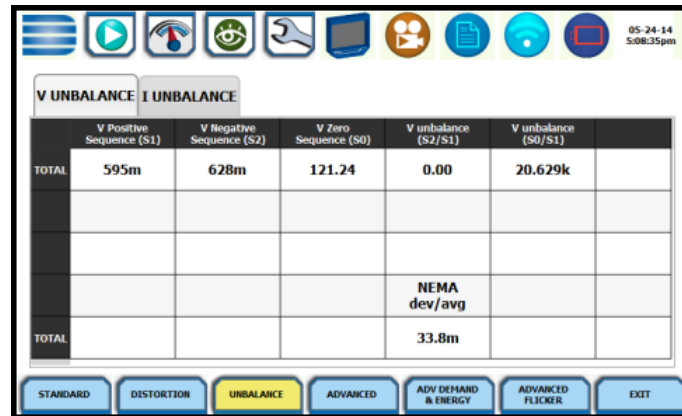 05-24-14
5:08:35pm
V UNBALANCE I UNBALANCE
V Positive Sequence (S1) V Negative Sequence (S2) V Zero Sequence (S0) V unbalance (S2/S1) V unbalance (S0/S1)
TOTAL 595m 628m 121.24 0.00 20.629k
NEMA
dev/avg
TOTAL 33.8m
STANDARD DISTORTION UNBALANCE ADVANCED ADV DEMAND & ENERGY ADVANCED FLICKER EXIT